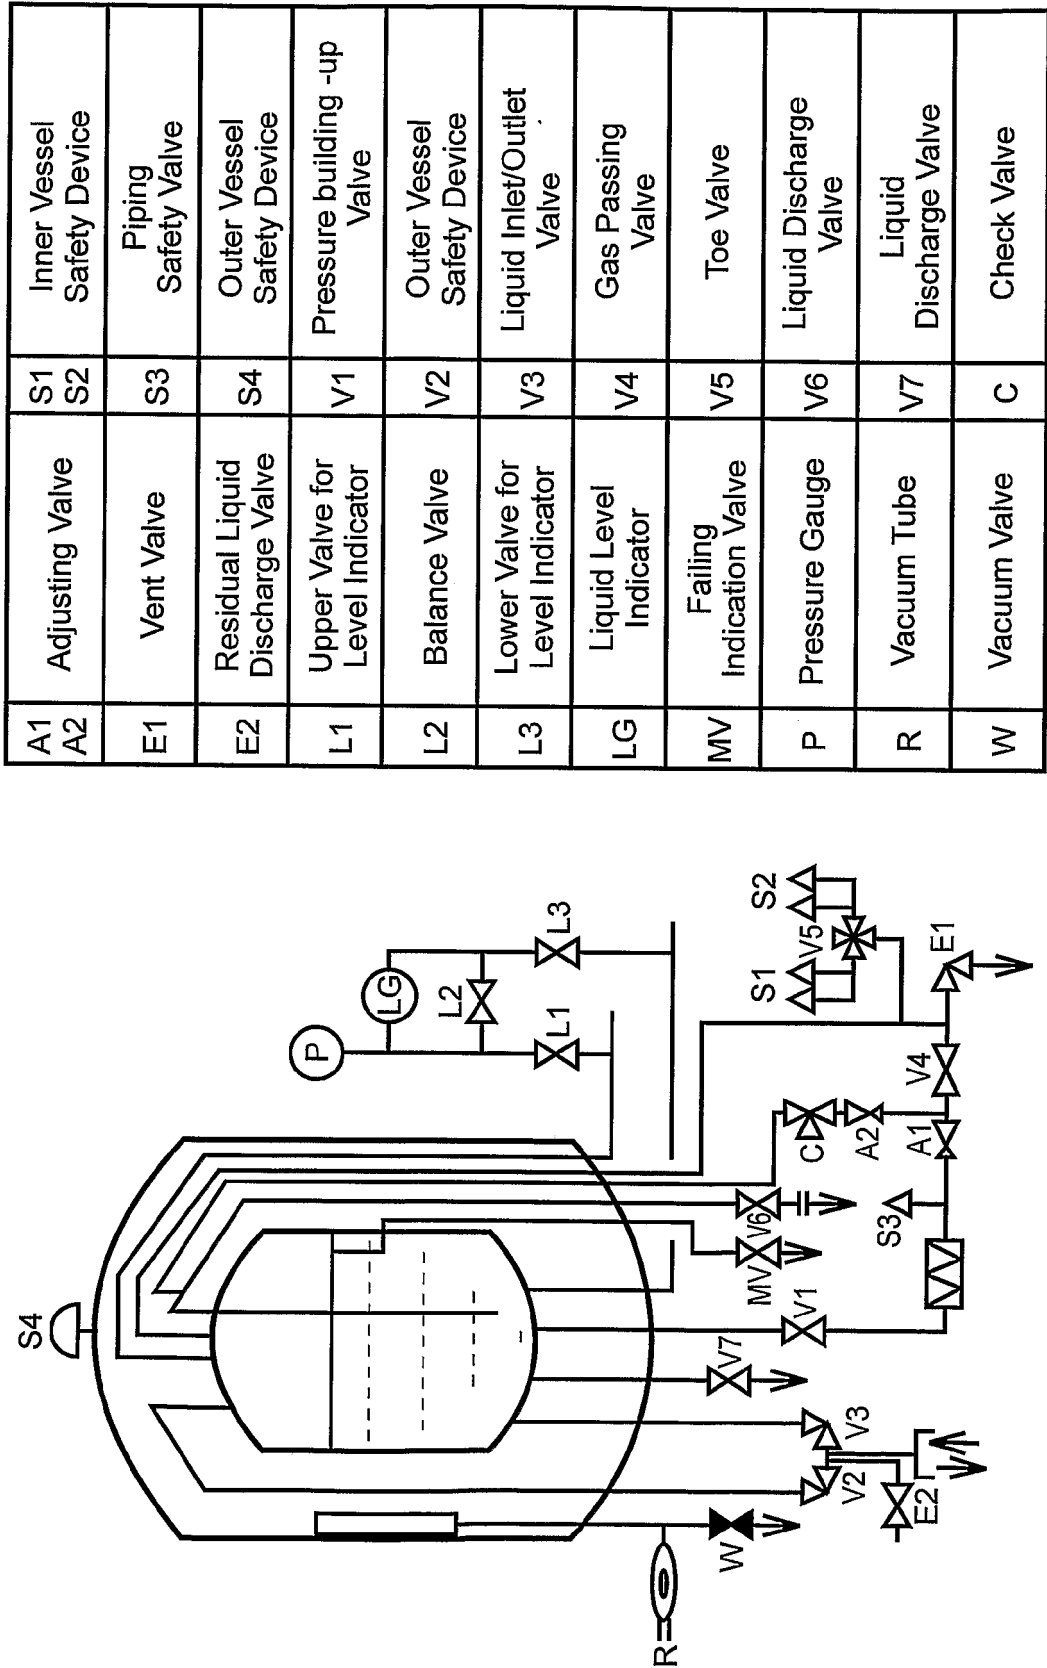 S4
P
LG
L2
L1
L3
R
W
V2
V3
E2
V7
V1
MV
V6
C
A2
S3
A1
V4
S1
V5
S2
E1
A1
A2
Adjusting Valve
S1
S2
Inner Vessel
Safety Device
E1
Vent Valve
S3
Piping
Safety Valve
E2
Residual Liquid
Discharge Valve
S4
Outer Vessel
Safety Device
L1
Upper Valve for
Level Indicator
V1
Pressure building -up
Valve
L2
Balance Valve
V2
Outer Vessel
Safety Device
L3
Lower Valve for
Level Indicator
V3
Liquid Inlet/Outlet
Valve
LG
Liquid Level
Indicator
V4
Gas Passing
Valve
MV
Failing
Indication Valve
V5
Toe Valve
P
Pressure Gauge
V6
Liquid Discharge
Valve
R
Vacuum Tube
V7
Liquid
Discharge Valve
W
Vacuum Valve
C
Check Valve